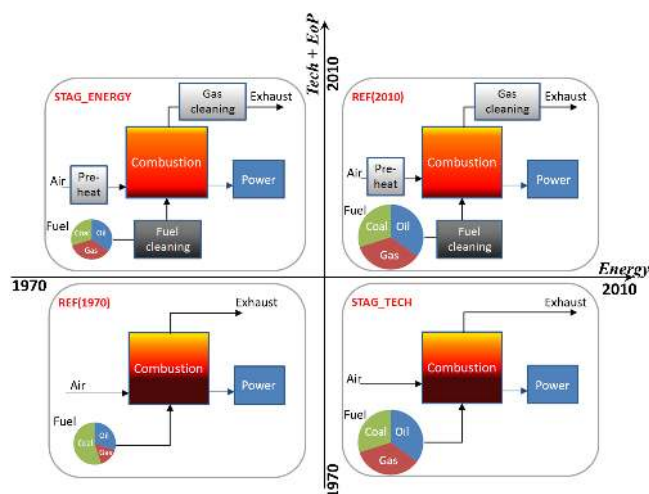 Tech + EoP
2010
STAG_ENERGY
Gas
cleaning
Exhaust
Combustion
Air
Pre-
heat
Power
Fuel
Coal
Oil
Gas
Fuel
cleaning
REF(2010)
Gas
cleaning
Exhaust
Combustion
Air
Pre-
heat
Power
Fuel
Coal
Oil
Gas
Fuel
cleaning
1970
Energy
2010
REF(1970)
Exhaust
Combustion
Air
Power
Fuel
Coal
Oil
Gas
STAG_TECH
Exhaust
Combustion
Air
Power
Fuel
Coal
Oil
Gas
1970